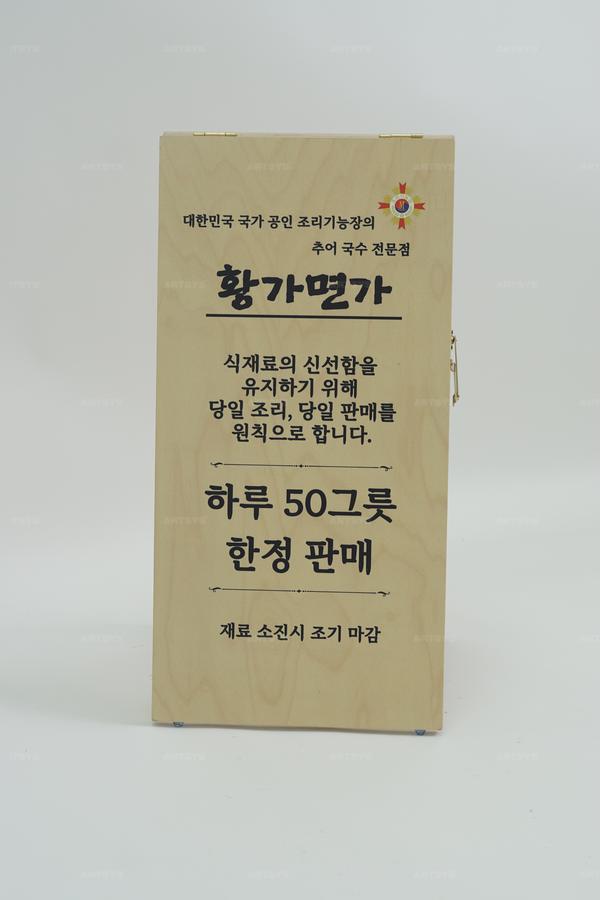 대한민국 국가 공인 조리기능장의
추어 국수 전문점
황가면가
식재료의 신선함을
유지하기 위해
당일 조리, 당일 판매를
원칙으로 합니다.
하루 50그릇
한정 판매
재료 소진시 조기 마감